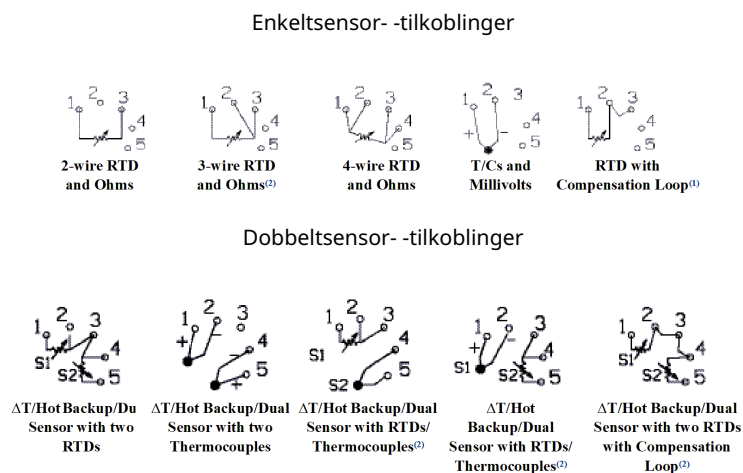 Enkeltsensor- -tilkoblinger
1 2 3 4 5
1 2 3 4 5
1 2 3 4 5
1 2 3 4 5 + -
1 2 3 4 5
2-wire RTD
and Ohms
3-wire RTD
and Ohms(2)
4-wire RTD
and Ohms
T/Cs and
Millivolts
RTD with
Compensation Loop(1)
Dobbeltsensor- -tilkoblinger
1 2 3 4 5 S1 S2
1 2 3 4 5 + - - +
1 2 3 4 5 S1 S2
1 2 3 4 5 + - S1 S2
1 2 3 4 5 S1 S2
ΔT/Hot Backup/Du
Sensor with two
RTDs
ΔT/Hot Backup/Dual
Sensor with two
Thermocouples
ΔT/Hot Backup/Dual
Sensor with RTDs/
Thermocouples(2)
ΔT/Hot
Backup/Dual
Sensor with RTDs/
Thermocouples(2)
ΔT/Hot Backup/Dual
Sensor with two RTDs
with Compensation
Loop(2)